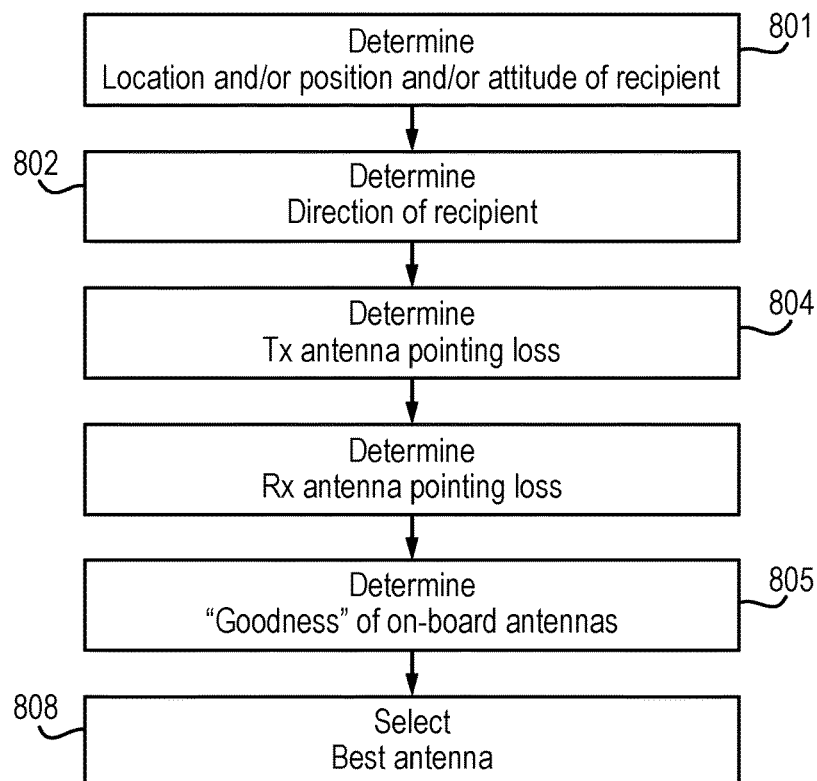 Determine
Location and/or position and/or attitude of recipient
801
802
Determine
Direction of recipient
Determine
Tx antenna pointing loss
804
Determine
Rx antenna pointing loss
Determine
“Goodness” of on-board antennas
805
808
Select
Best antenna